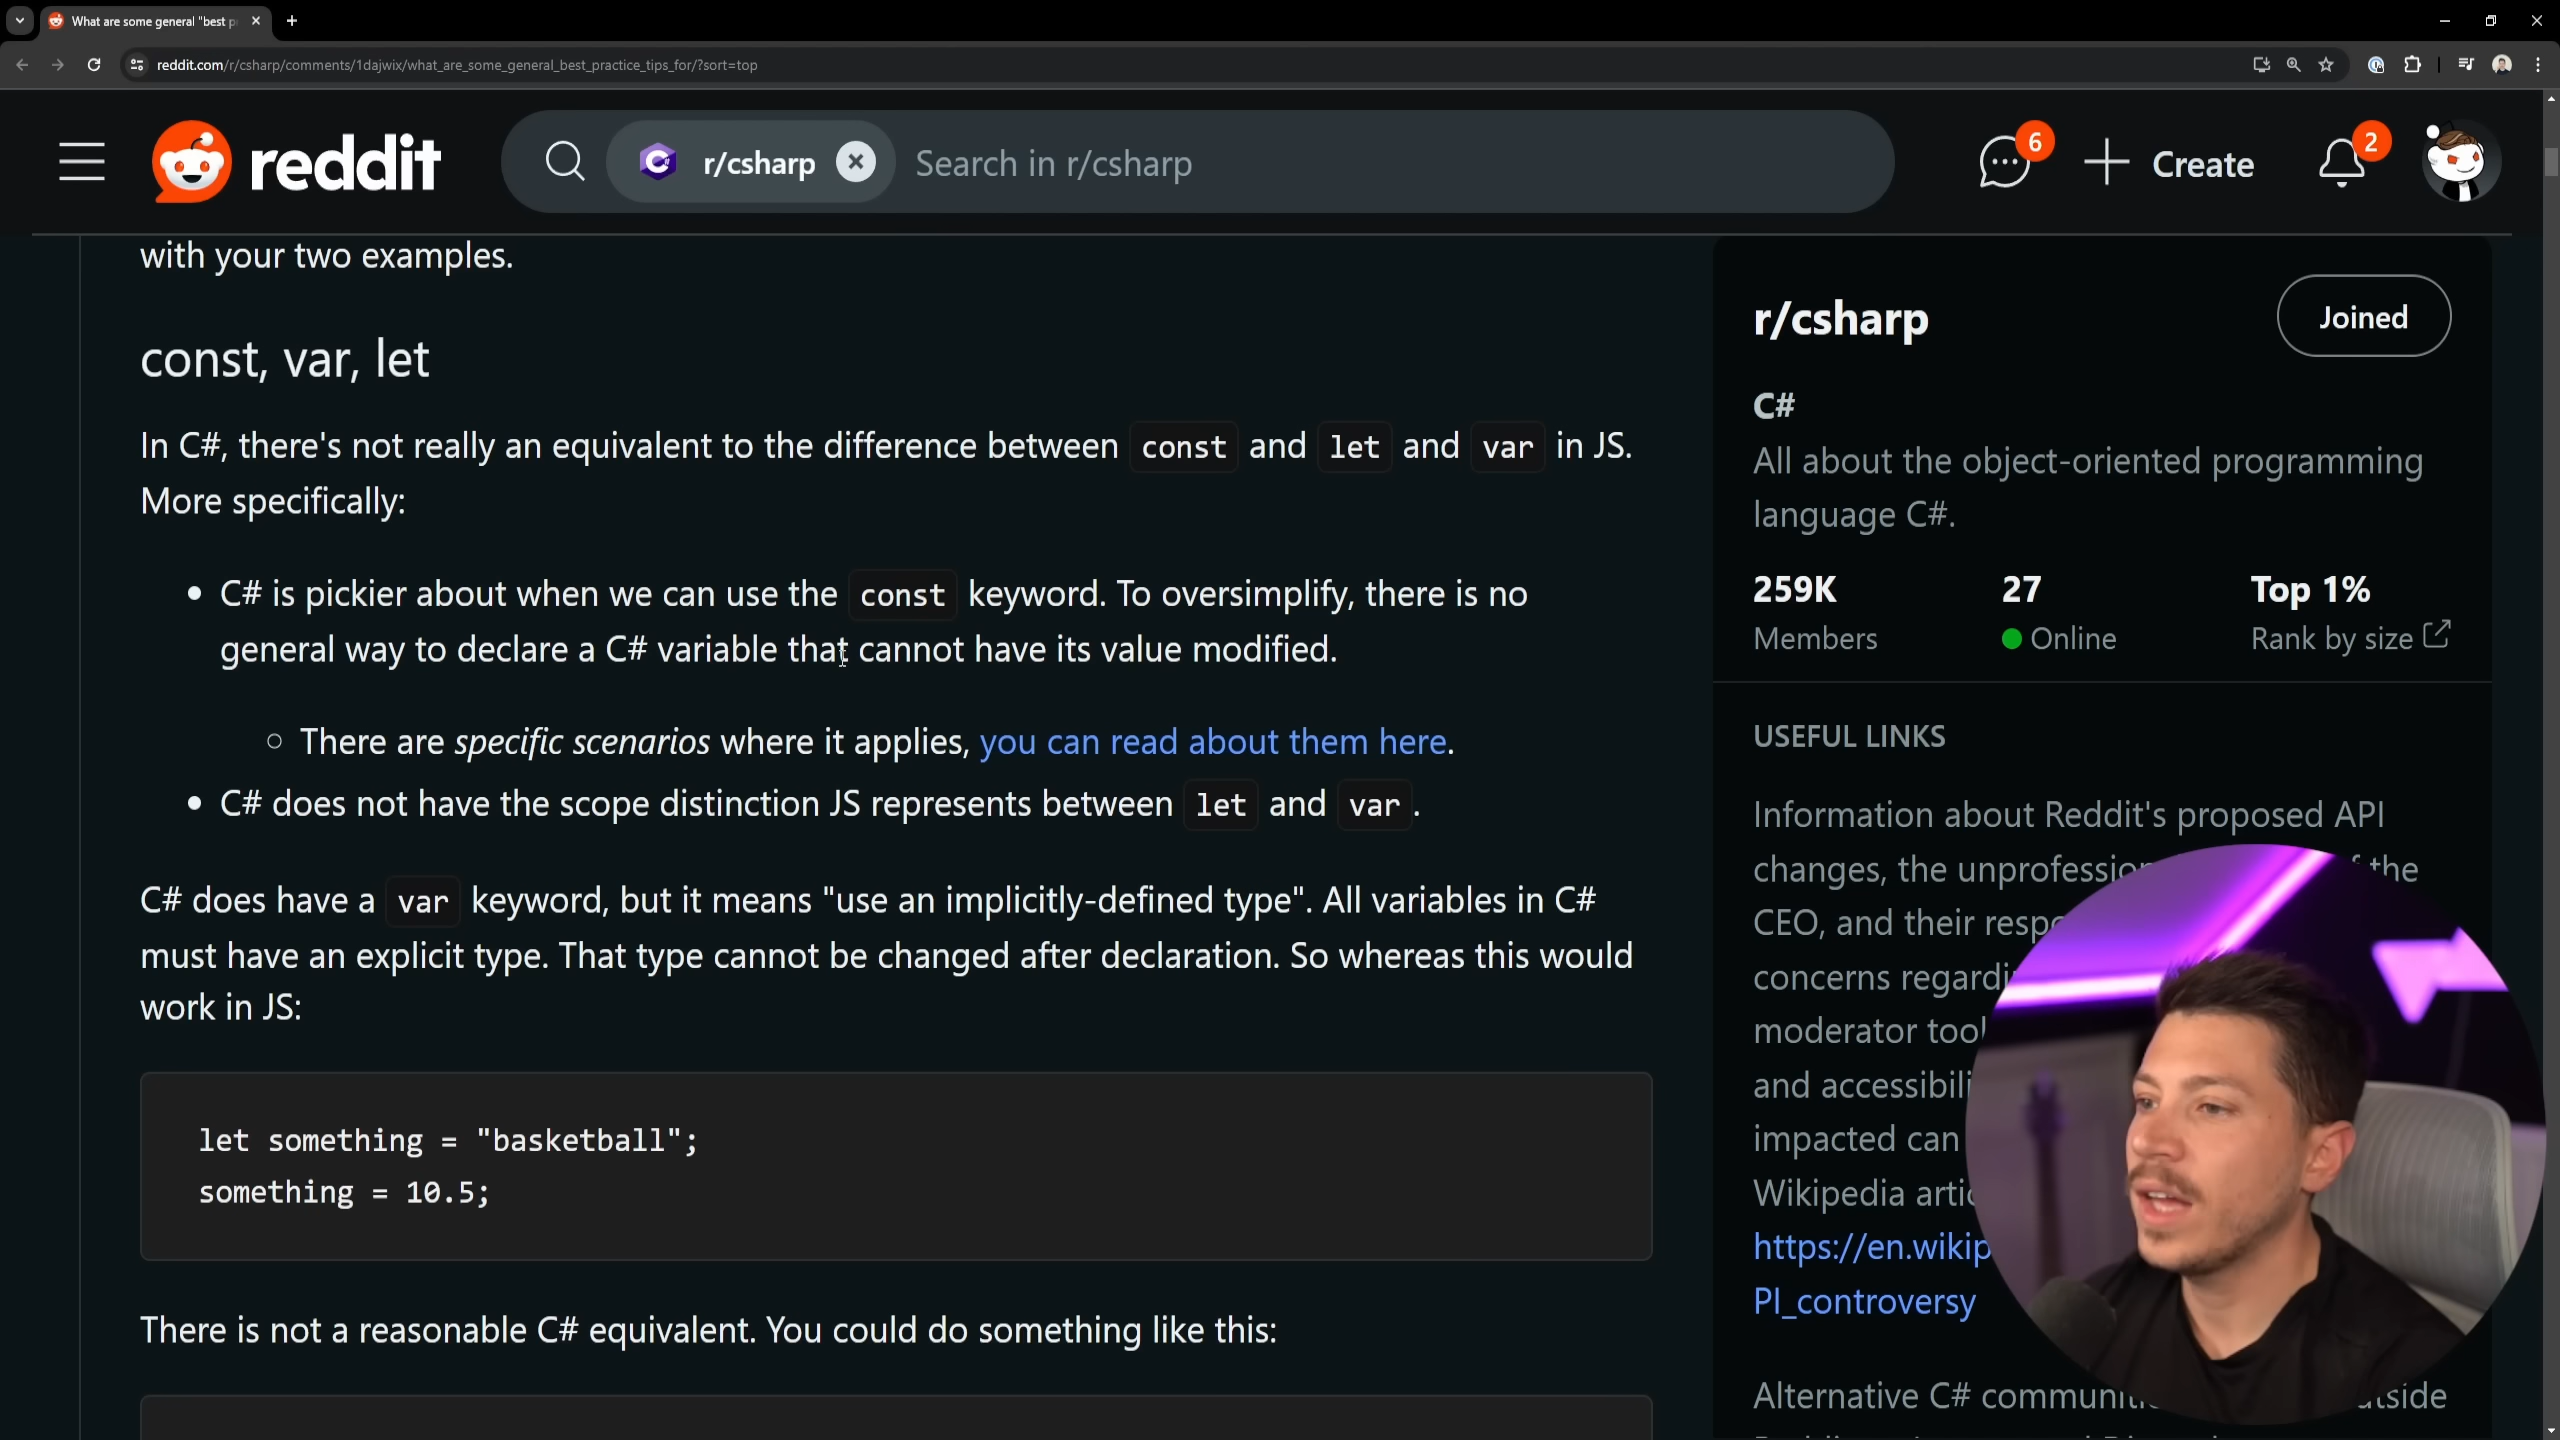 What are some general "best p
reddit.com/r/csharp/comments/1dajwix/what_are_some_general_best_practice_tips_for/?sort=top
reddit
r/csharp
Search in r/csharp
6
Create
2
with your two examples.
const, var, let
In C#, there's not really an equivalent to the difference between const and let and var in JS.
More specifically:
• C# is pickier about when we can use the const keyword. To oversimplify, there is no
general way to declare a C# variable that cannot have its value modified.
○ There are specific scenarios where it applies, you can read about them here.
• C# does not have the scope distinction JS represents between let and var.
C# does have a var keyword, but it means "use an implicitly-defined type". All variables in C#
must have an explicit type. That type cannot be changed after declaration. So whereas this would
work in JS:
let something = "basketball";
something = 10.5;
There is not a reasonable C# equivalent. You could do something like this:
r/csharp
Joined
C#
All about the object-oriented programming
language C#.
259K
27
Top 1%
Members
Online
Rank by size
USEFUL LINKS
Information about Reddit's proposed API
changes, the the
CEO, and their
concerns
moderator
and
impacted can
Wikipedia
https://en.wikip
PI_controversy
Alternative C#